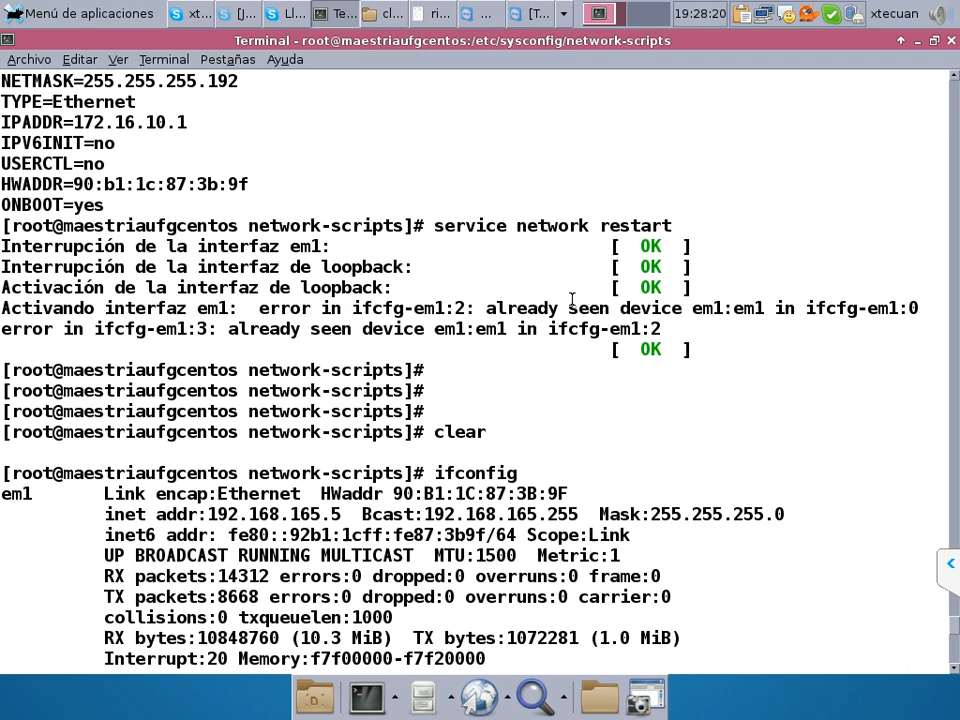 Menú de aplicaciones
xt...
[J...
Ll...
Te...
cl...
ri...
...
[T...
19:28:20
xtecuan
Terminal - root@maestriaufgcentos:/etc/sysconfig/network-scripts
Archivo Editar Ver Terminal Pestañas Ayuda
NETMASK=255.255.255.192
TYPE=Ethernet
IPADDR=172.16.10.1
IPV6INIT=no
USERCTL=no
HWADDR=90:b1:1c:87:3b:9f
ONBOOT=yes
[root@maestriaufgcentos network-scripts]# service network restart
Interrupción de la interfaz em1: [ OK ]
Interrupción de la interfaz de loopback: [ OK ]
Activación de la interfaz de loopback: [ OK ]
Activando interfaz em1: error in ifcfg-em1:2: already seen device em1:em1 in ifcfg-em1:0
error in ifcfg-em1:3: already seen device em1:em1 in ifcfg-em1:2
[ OK ]
[root@maestriaufgcentos network-scripts]#
[root@maestriaufgcentos network-scripts]#
[root@maestriaufgcentos network-scripts]#
[root@maestriaufgcentos network-scripts]# clear
[root@maestriaufgcentos network-scripts]# ifconfig
em1 Link encap:Ethernet HWaddr 90:B1:1C:87:3B:9F
inet addr:192.168.165.5 Bcast:192.168.165.255 Mask:255.255.255.0
inet6 addr: fe80::92b1:1cff:fe87:3b9f/64 Scope:Link
UP BROADCAST RUNNING MULTICAST MTU:1500 Metric:1
RX packets:14312 errors:0 dropped:0 overruns:0 frame:0
TX packets:8668 errors:0 dropped:0 overruns:0 carrier:0
collisions:0 txqueuelen:1000
RX bytes:10848760 (10.3 MiB) TX bytes:1072281 (1.0 MiB)
Interrupt:20 Memory:f7f00000-f7f20000